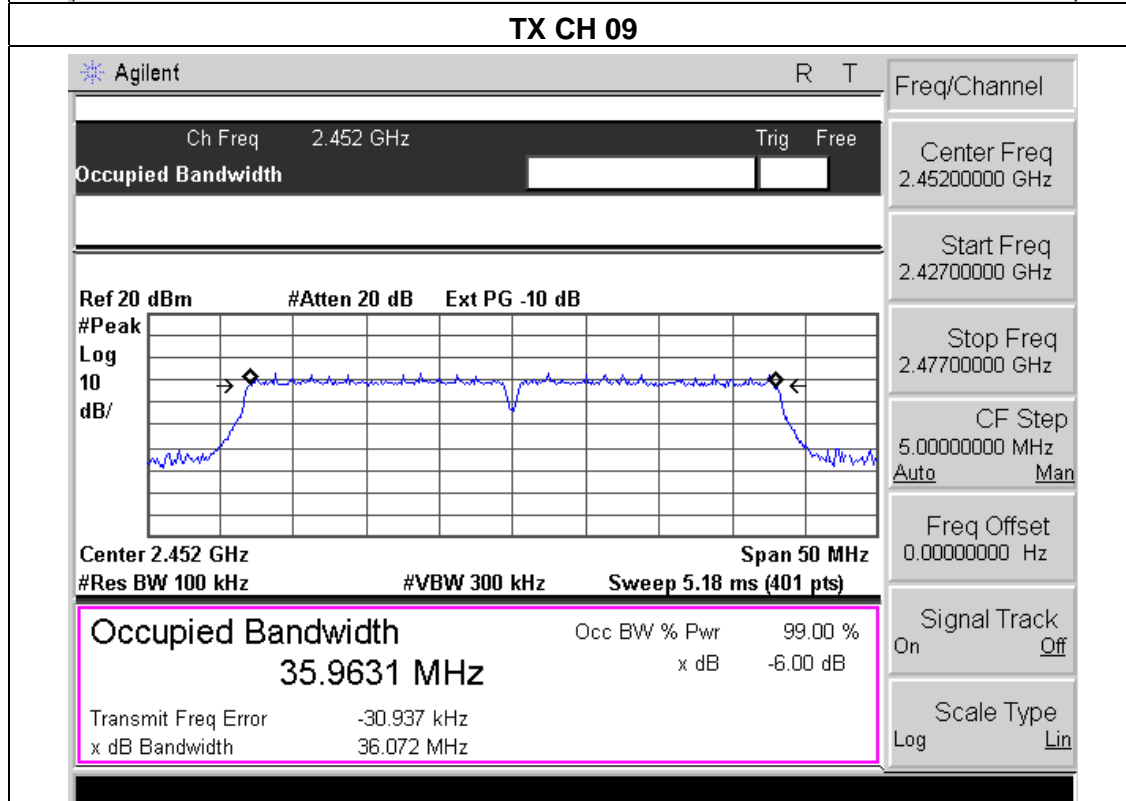 TX CH 09
Agilent R T
Freq/Channel
Ch Freq 2.452 GHz Trig Free
Occupied Bandwidth
Center Freq
2.45200000 GHz
Start Freq
2.42700000 GHz
Stop Freq
2.47700000 GHz
CF Step
5.00000000 MHz
Auto Man
Freq Offset
0.00000000 Hz
Signal Track
On Off
Scale Type
Log Lin
Ref 20 dBm #Atten 20 dB Ext PG -10 dB
#Peak
Log
10
dB/
Center 2.452 GHz Span 50 MHz
#Res BW 100 kHz #VBW 300 kHz Sweep 5.18 ms (401 pts)
Occupied Bandwidth Occ BW % Pwr 99.00 %
35.9631 MHz x dB -6.00 dB
Transmit Freq Error -30.937 kHz
x dB Bandwidth 36.072 MHz